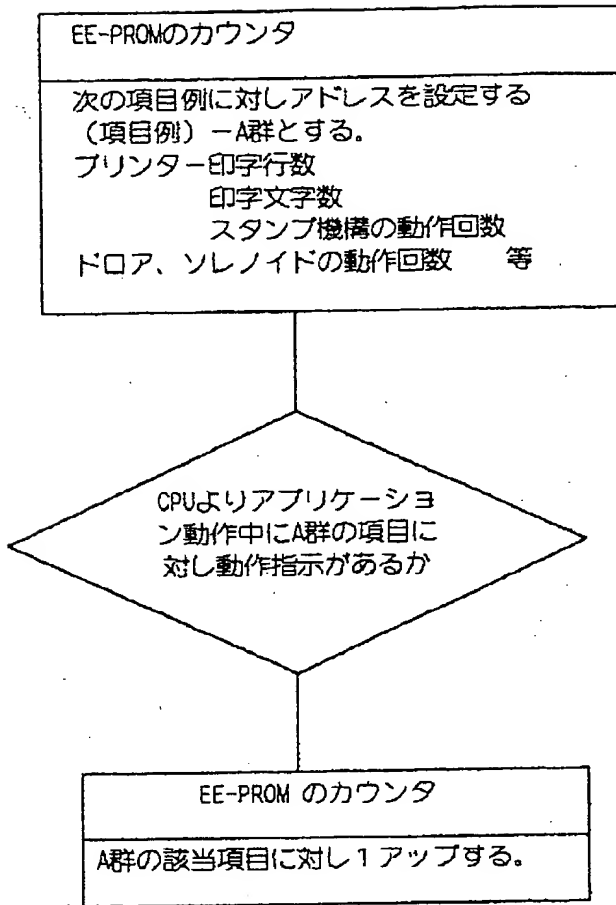 EE-PROMのカウンタ
次の項目例に対しアドレスを設定する
（項目例）－A群とする。
プリンター印字行数
印字文字数
スタンプ機構の動作回数
ドロア、ソレノイドの動作回数　等
CPUよりアプリケーショ
ン動作中にA群の項目に
対し動作指示があるか
EE-PROM のカウンタ
A群の該当項目に対し１アップする。